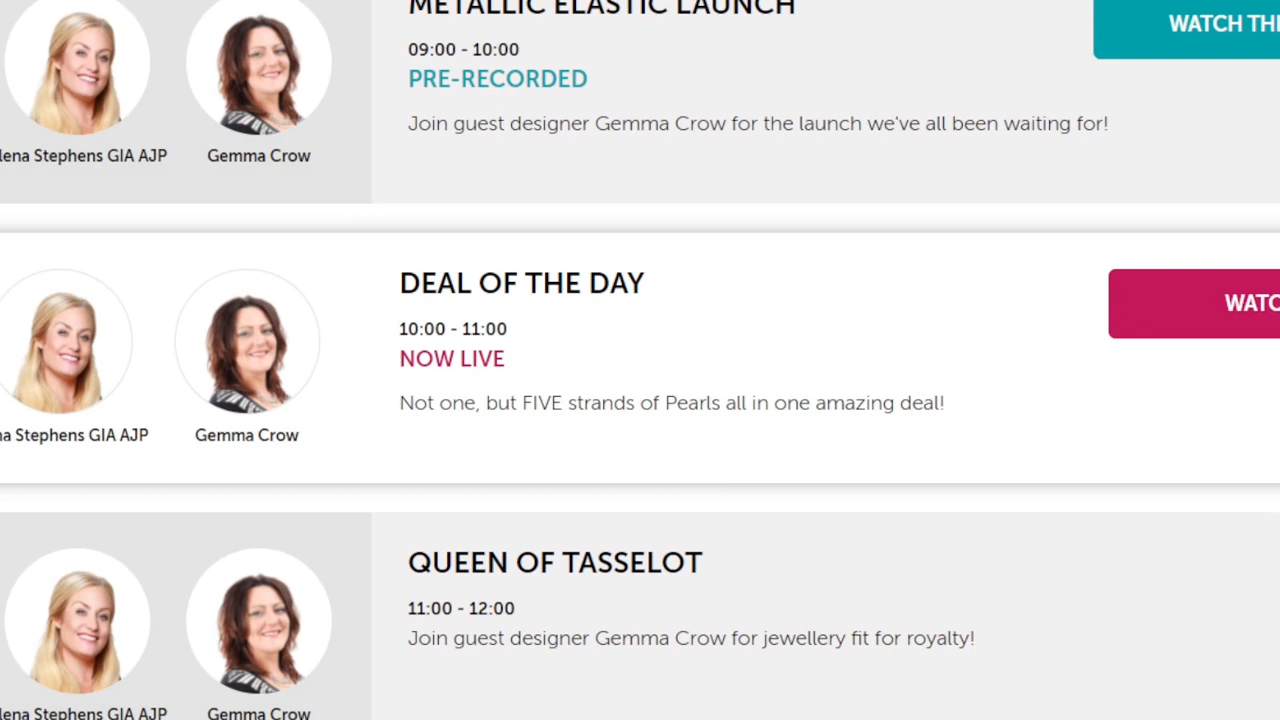 METALLIC ELASTIC LAUNCH
WATCH THE
09:00 - 10:00
PRE-RECORDED
Join guest designer Gemma Crow for the launch we've all been waiting for!
lena Stephens GIA AJP
Gemma Crow
DEAL OF THE DAY
WATC
10:00 - 11:00
NOW LIVE
Not one, but FIVE strands of Pearls all in one amazing deal!
na Stephens GIA AJP
Gemma Crow
QUEEN OF TASSELOT
11:00 - 12:00
Join guest designer Gemma Crow for jewellery fit for royalty!
lena Stephens GIA AJP
Gemma Crow